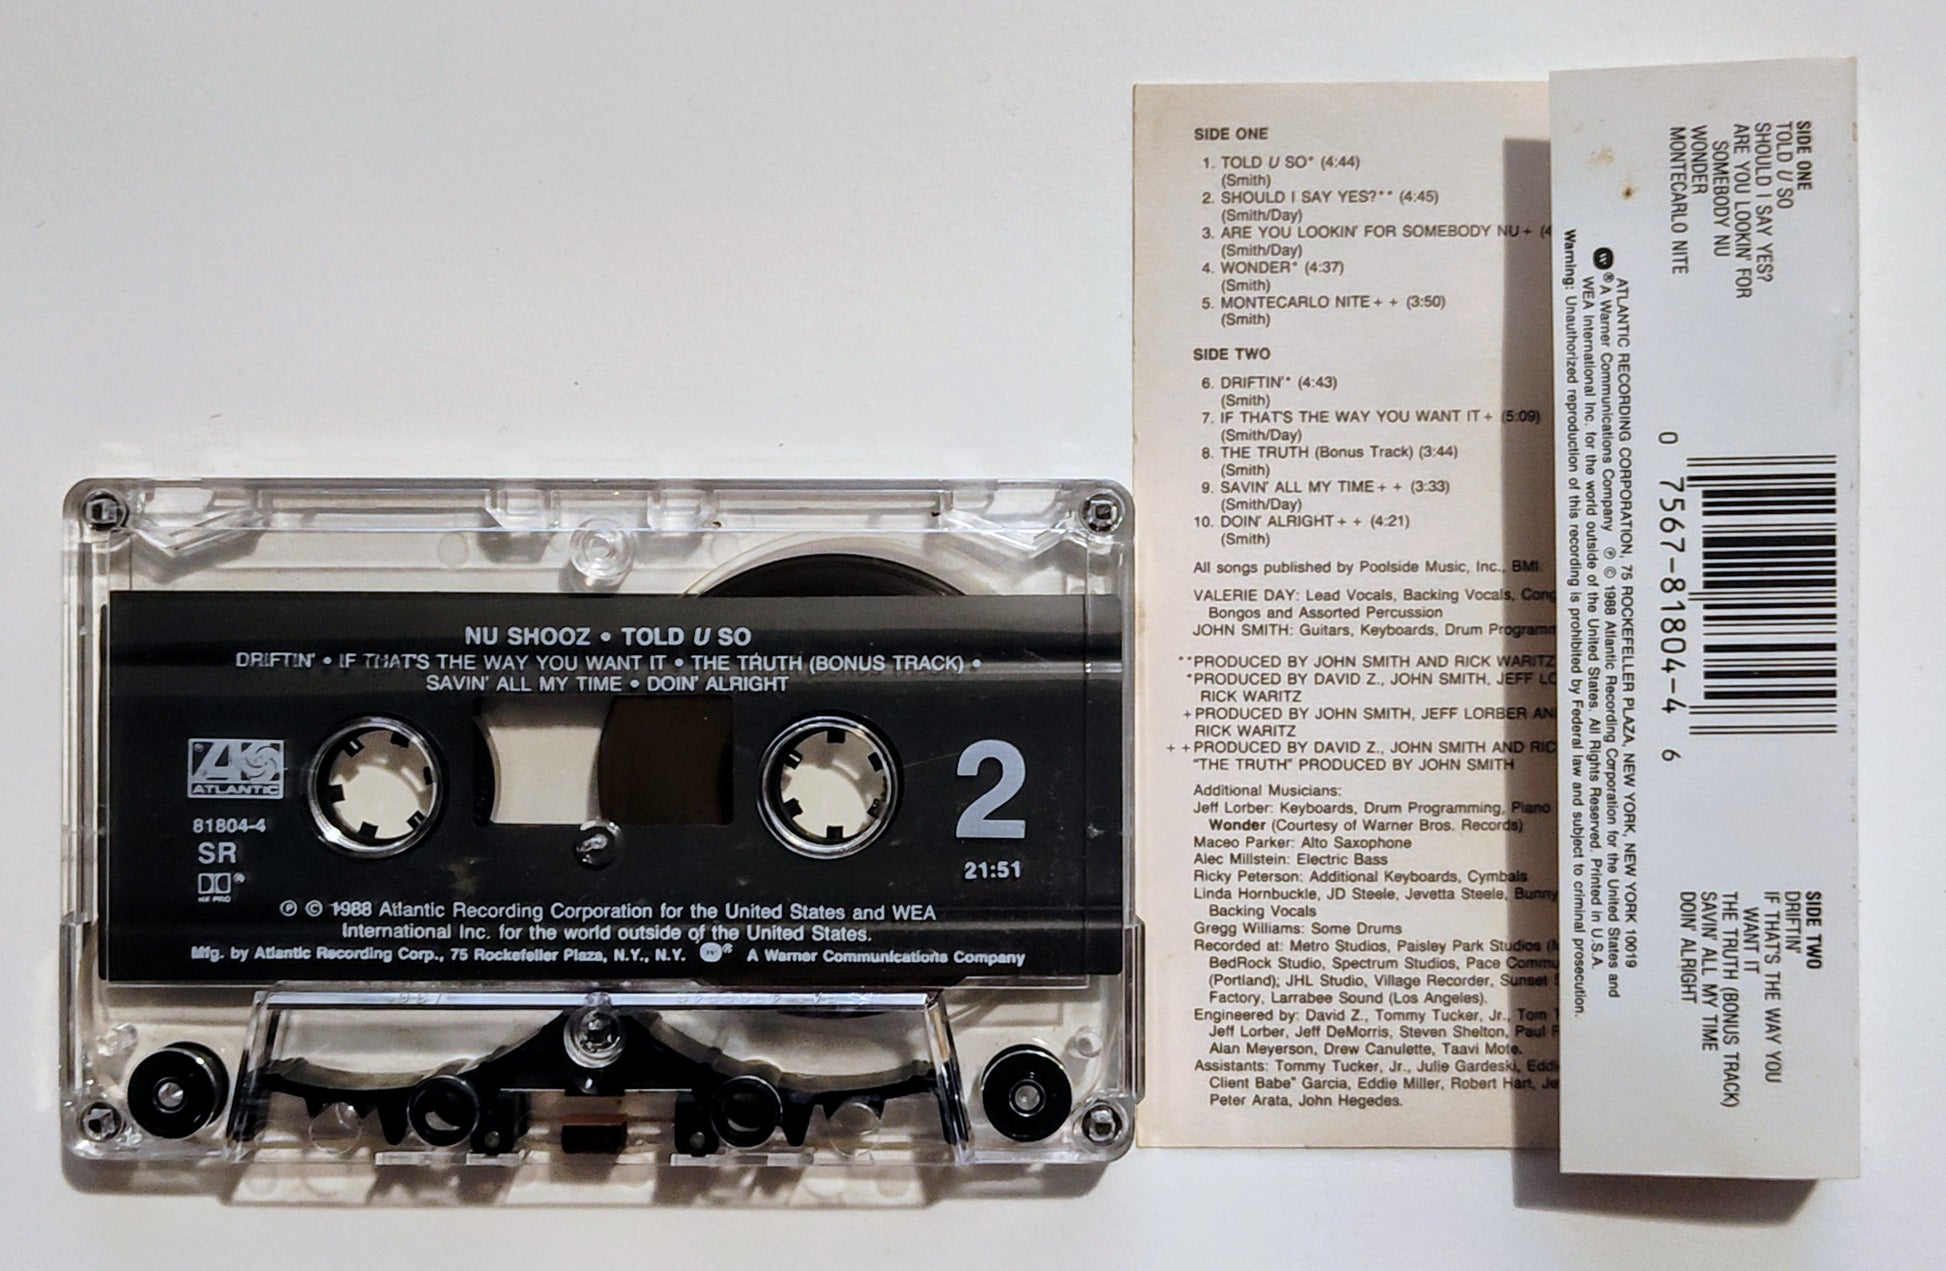 NU SHOOZ • TOLD U SO
DRIFTIN' • IF THAT'S THE WAY YOU WANT IT • THE TRUTH (BONUS TRACK) •
SAVIN' ALL MY TIME • DOIN' ALRIGHT
ATLANTIC
81804-4
SR
HX PRO
2
21:51
℗ © 1988 Atlantic Recording Corporation for the United States and WEA
International Inc. for the world outside of the United States.
Mfg. by Atlantic Recording Corp., 75 Rockefeller Plaza, N.Y., N.Y. ® A Warner Communications Company
SIDE ONE
1. TOLD U SO* (4:44)
(Smith)
2. SHOULD I SAY YES?** (4:45)
(Smith/Day)
3. ARE YOU LOOKIN' FOR SOMEBODY NU+ (4
(Smith/Day)
4. WONDER* (4:37)
(Smith)
5. MONTECARLO NITE++ (3:50)
(Smith)
SIDE TWO
6. DRIFTIN'* (4:43)
(Smith)
7. IF THAT'S THE WAY YOU WANT IT+ (5:09)
(Smith/Day)
8. THE TRUTH (Bonus Track) (3:44)
(Smith)
9. SAVIN' ALL MY TIME++ (3:33)
(Smith/Day)
10. DOIN' ALRIGHT++ (4:21)
(Smith)
All songs published by Poolside Music, Inc., BMI.
VALERIE DAY: Lead Vocals, Backing Vocals, Cong
Bongos and Assorted Percussion
JOHN SMITH: Guitars, Keyboards, Drum Programm
**PRODUCED BY JOHN SMITH AND RICK WARITZ
*PRODUCED BY DAVID Z., JOHN SMITH, JEFF LO
RICK WARITZ
+PRODUCED BY JOHN SMITH, JEFF LORBER AN
RICK WARITZ
++PRODUCED BY DAVID Z., JOHN SMITH AND RIC
"THE TRUTH" PRODUCED BY JOHN SMITH
Additional Musicians:
Jeff Lorber: Keyboards, Drum Programming, Piano
Wonder (Courtesy of Warner Bros. Records)
Maceo Parker: Alto Saxophone
Alec Millstein: Electric Bass
Ricky Peterson: Additional Keyboards, Cymbals
Linda Hornbuckle, JD Steele, Jevetta Steele, Bunny
Backing Vocals
Gregg Williams: Some Drums
Recorded at: Metro Studios, Paisley Park Studios (M
BedRock Studio, Spectrum Studios, Pace Commu
(Portland); JHL Studio, Village Recorder, Sunset S
Factory, Larrabee Sound (Los Angeles).
Engineered by: David Z., Tommy Tucker, Jr., Tom T
Jeff Lorber, Jeff DeMorris, Steven Shelton, Paul
Alan Meyerson, Drew Canulette, Taavi Mote.
Assistants: Tommy Tucker, Jr., Julie Gardeski, Eddi
Client Babe" Garcia, Eddie Miller, Robert Hart, Je
Peter Arata, John Hegedes.
SIDE ONE
TOLD U SO
SHOULD I SAY YES?
ARE YOU LOOKIN' FOR
SOMEBODY NU
WONDER
MONTECARLO NITE
0 7567-81804-4 6
SIDE TWO
DRIFTIN'
IF THAT'S THE WAY YOU
WANT IT
THE TRUTH (BONUS TRACK)
SAVIN' ALL MY TIME
DOIN' ALRIGHT
ATLANTIC RECORDING CORPORATION, 75 ROCKEFELLER PLAZA, NEW YORK, NEW YORK 10019
® A Warner Communications Company ℗ © 1988 Atlantic Recording Corporation for the United States and
WEA International Inc. for the world outside of the United States. All Rights Reserved. Printed in U.S.A.
Warning: Unauthorized reproduction of this recording is prohibited by Federal law and subject to criminal prosecution.